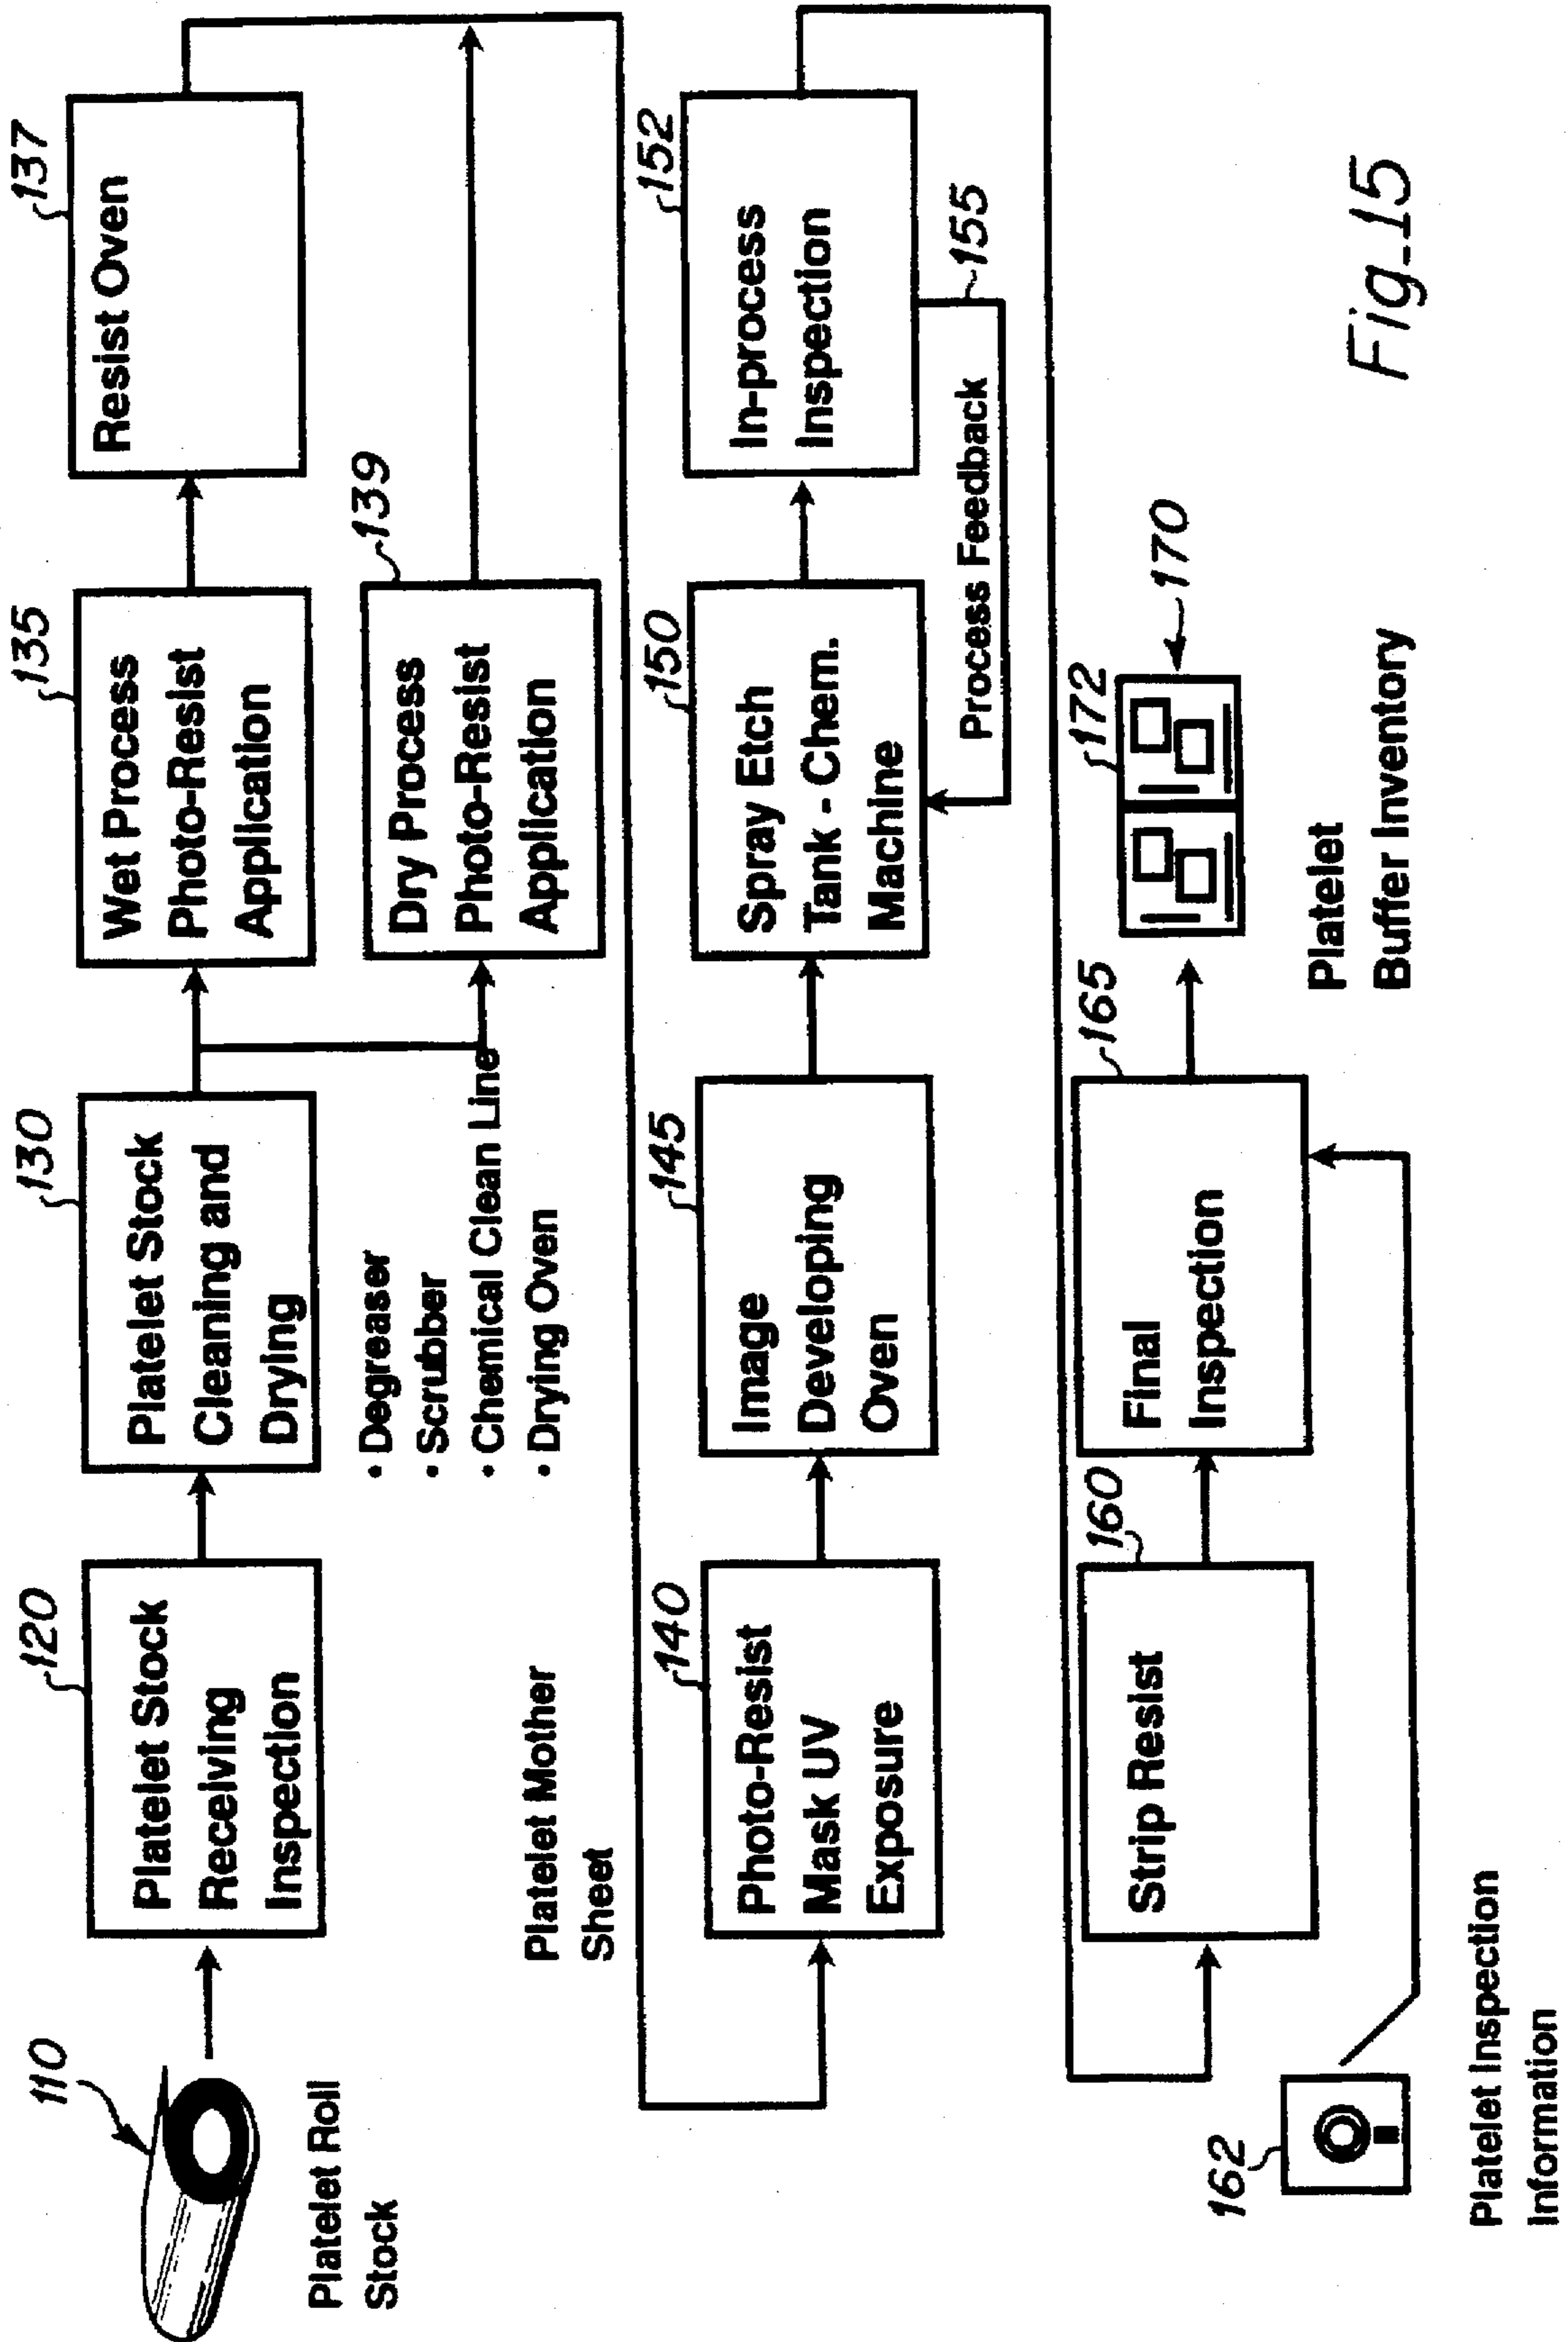 110
Platelet Roll
Stock
120
Platelet Stock
Receiving
Inspection
130
Platelet Stock
Cleaning and
Drying
• Degreaser
• Scrubber
• Chemical Clean Line
• Drying Oven
135
Wet Process
Photo-Resist
Application
137
Resist Oven
139
Dry Process
Photo-Resist
Application
Platelet Mother
Sheet
140
Photo-Resist
Mask UV
Exposure
145
Image
Developing
Oven
150
Spray Etch
Tank - Chem.
Machine
152
In-process
Inspection
155
Process Feedback
160
Strip Resist
162
Platelet Inspection
Information
165
Final
Inspection
172
170
Platelet
Buffer Inventory
Fig_15